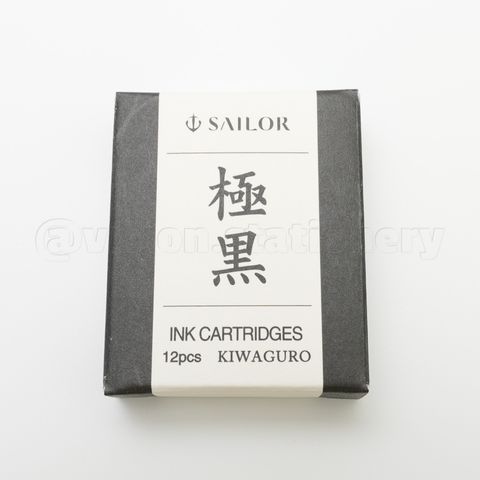 SAILOR
極
黒
INK CARTRIDGES
12pcs KIWAGURO